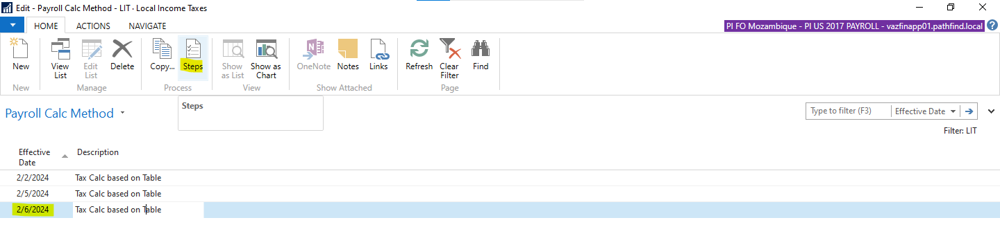 Edit - Payroll Calc Method - LIT · Local Income Taxes
HOME ACTIONS NAVIGATE
PI FO Mozambique - PI US 2017 PAYROLL - vazfinapp01.pathfind.local
New
View List
Edit List
Delete
Copy...
Steps
Show as List
Show as Chart
OneNote
Notes
Links
Refresh
Clear Filter
Find
New Manage Process View Show Attached Page
Steps
Payroll Calc Method
Type to filter (F3) Effective Date
Filter: LIT
Effective Date Description
2/2/2024 Tax Calc based on Table
2/5/2024 Tax Calc based on Table
2/6/2024 Tax Calc based on Table